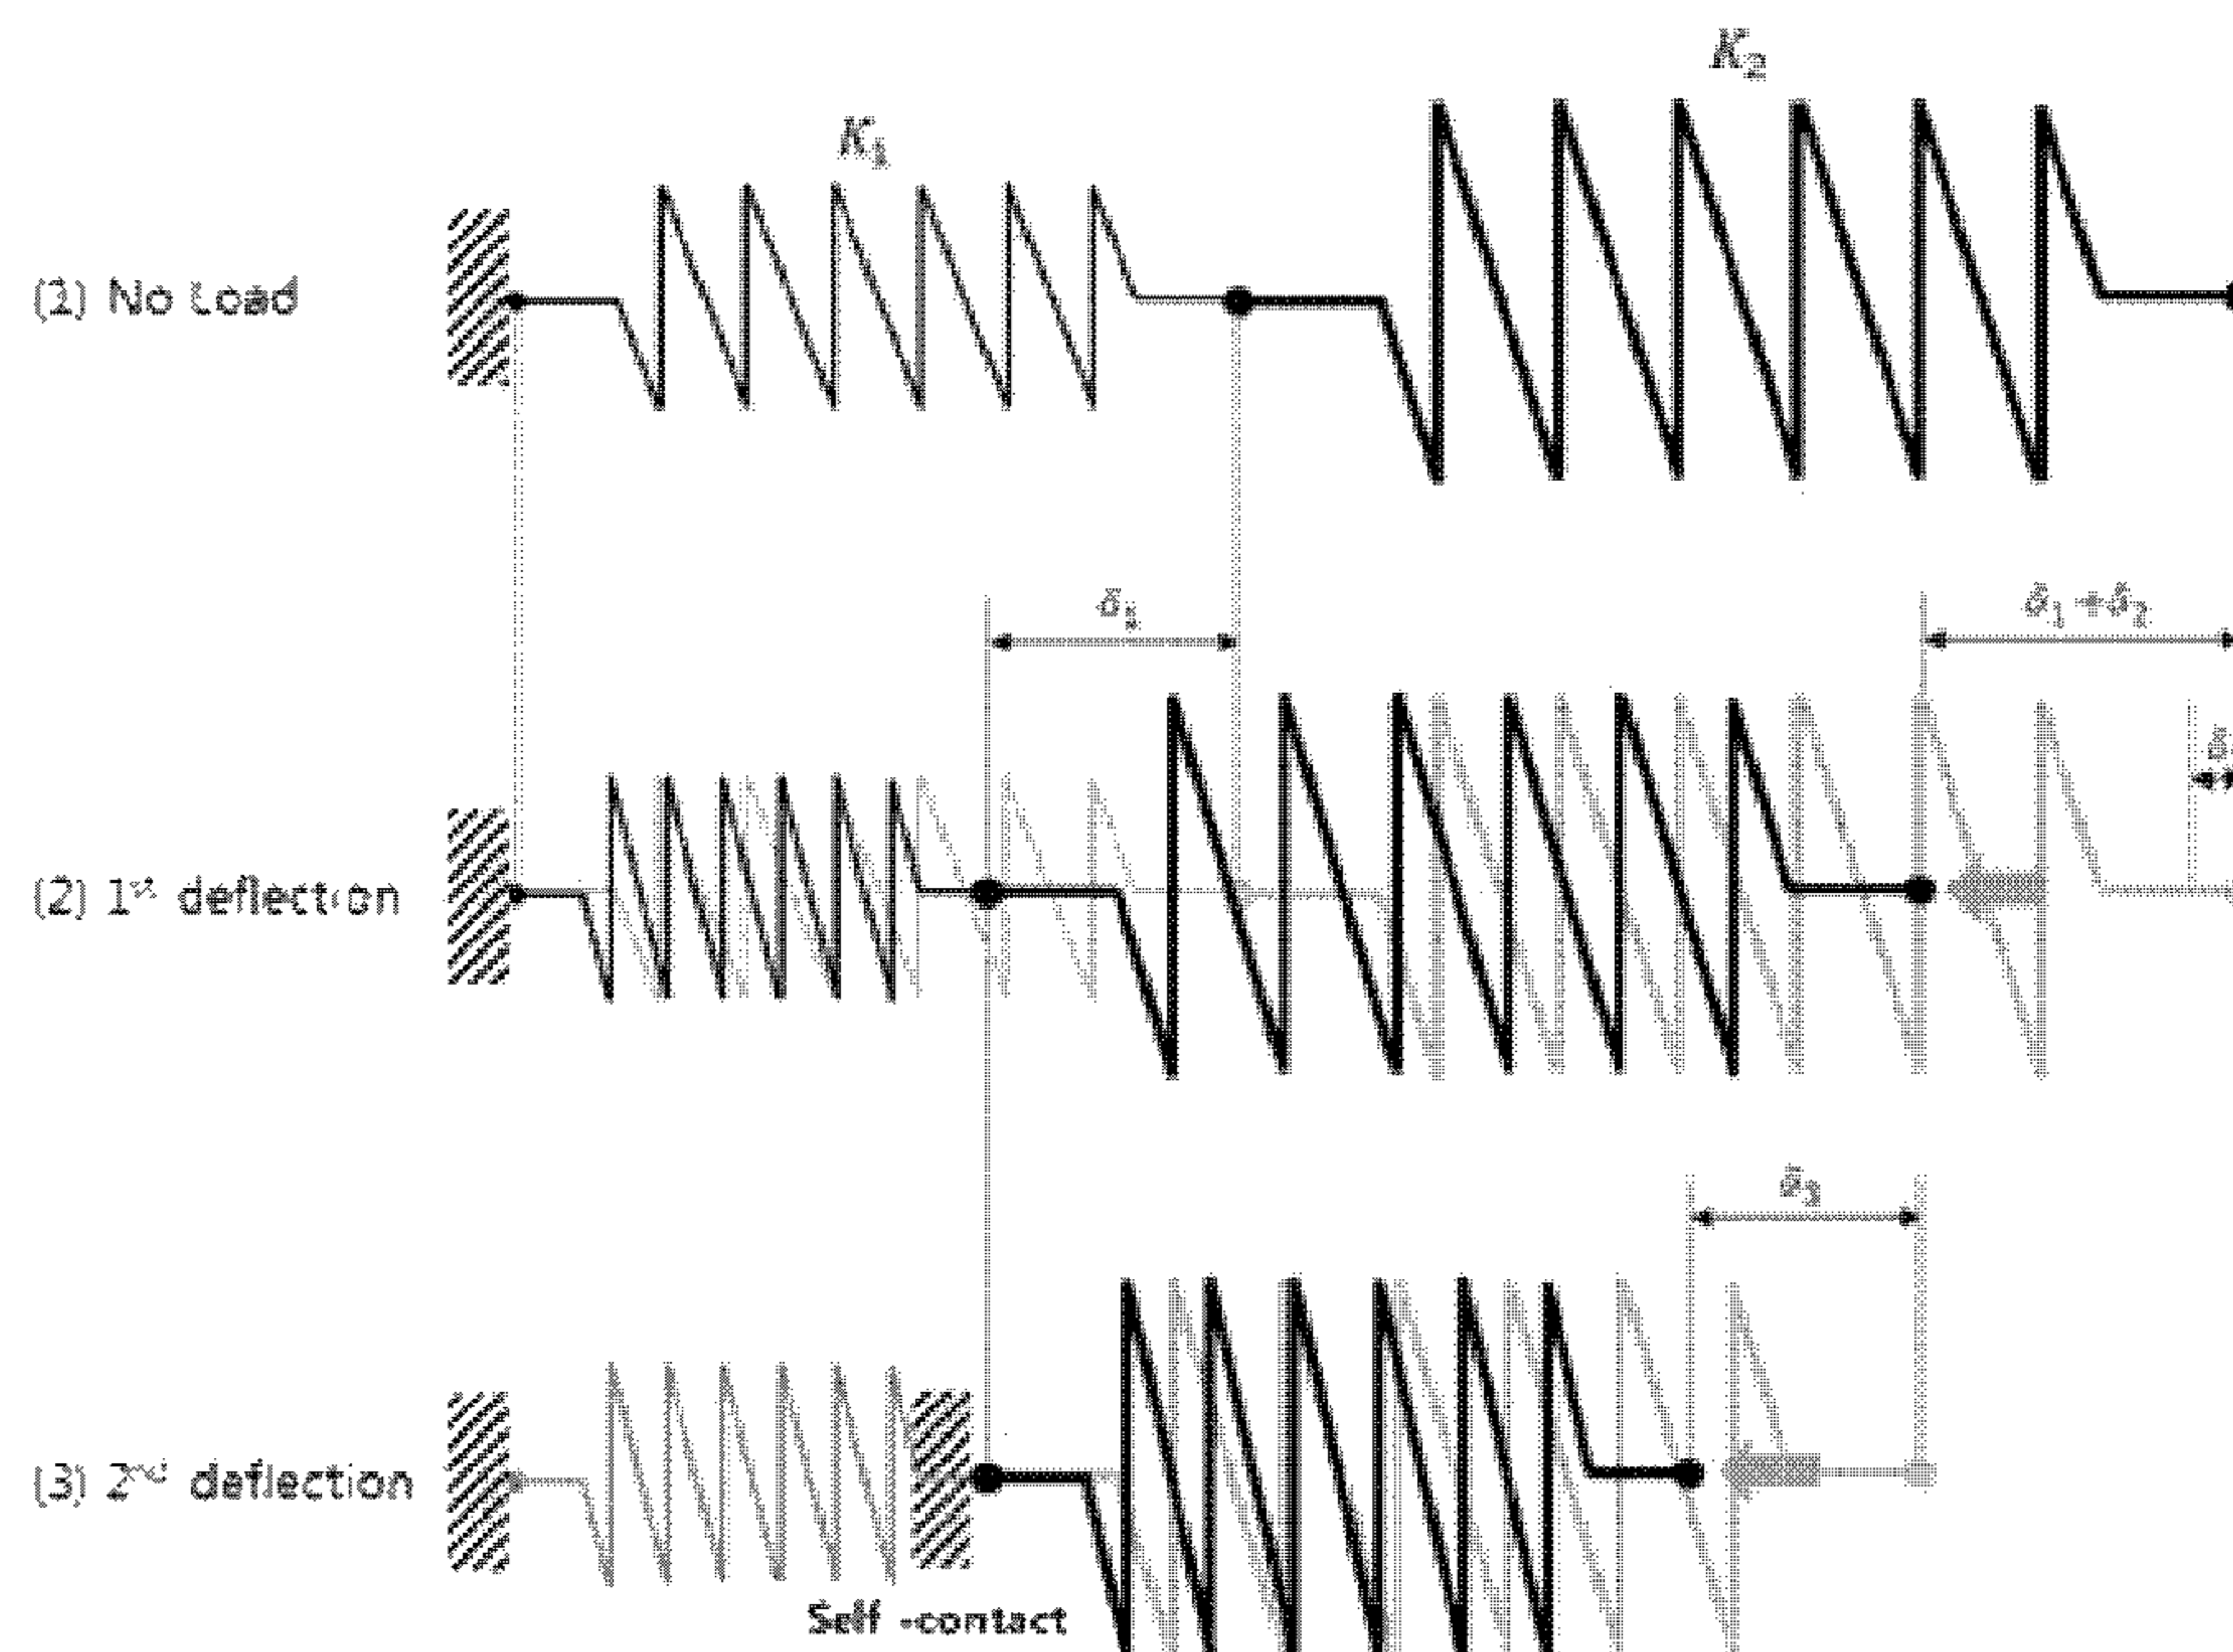 K₂
K₁
(1) No Load
δ₁
δ₁+δ₂
(2) 1st deflection
δ₃
(3) 2nd deflection
Self-contact